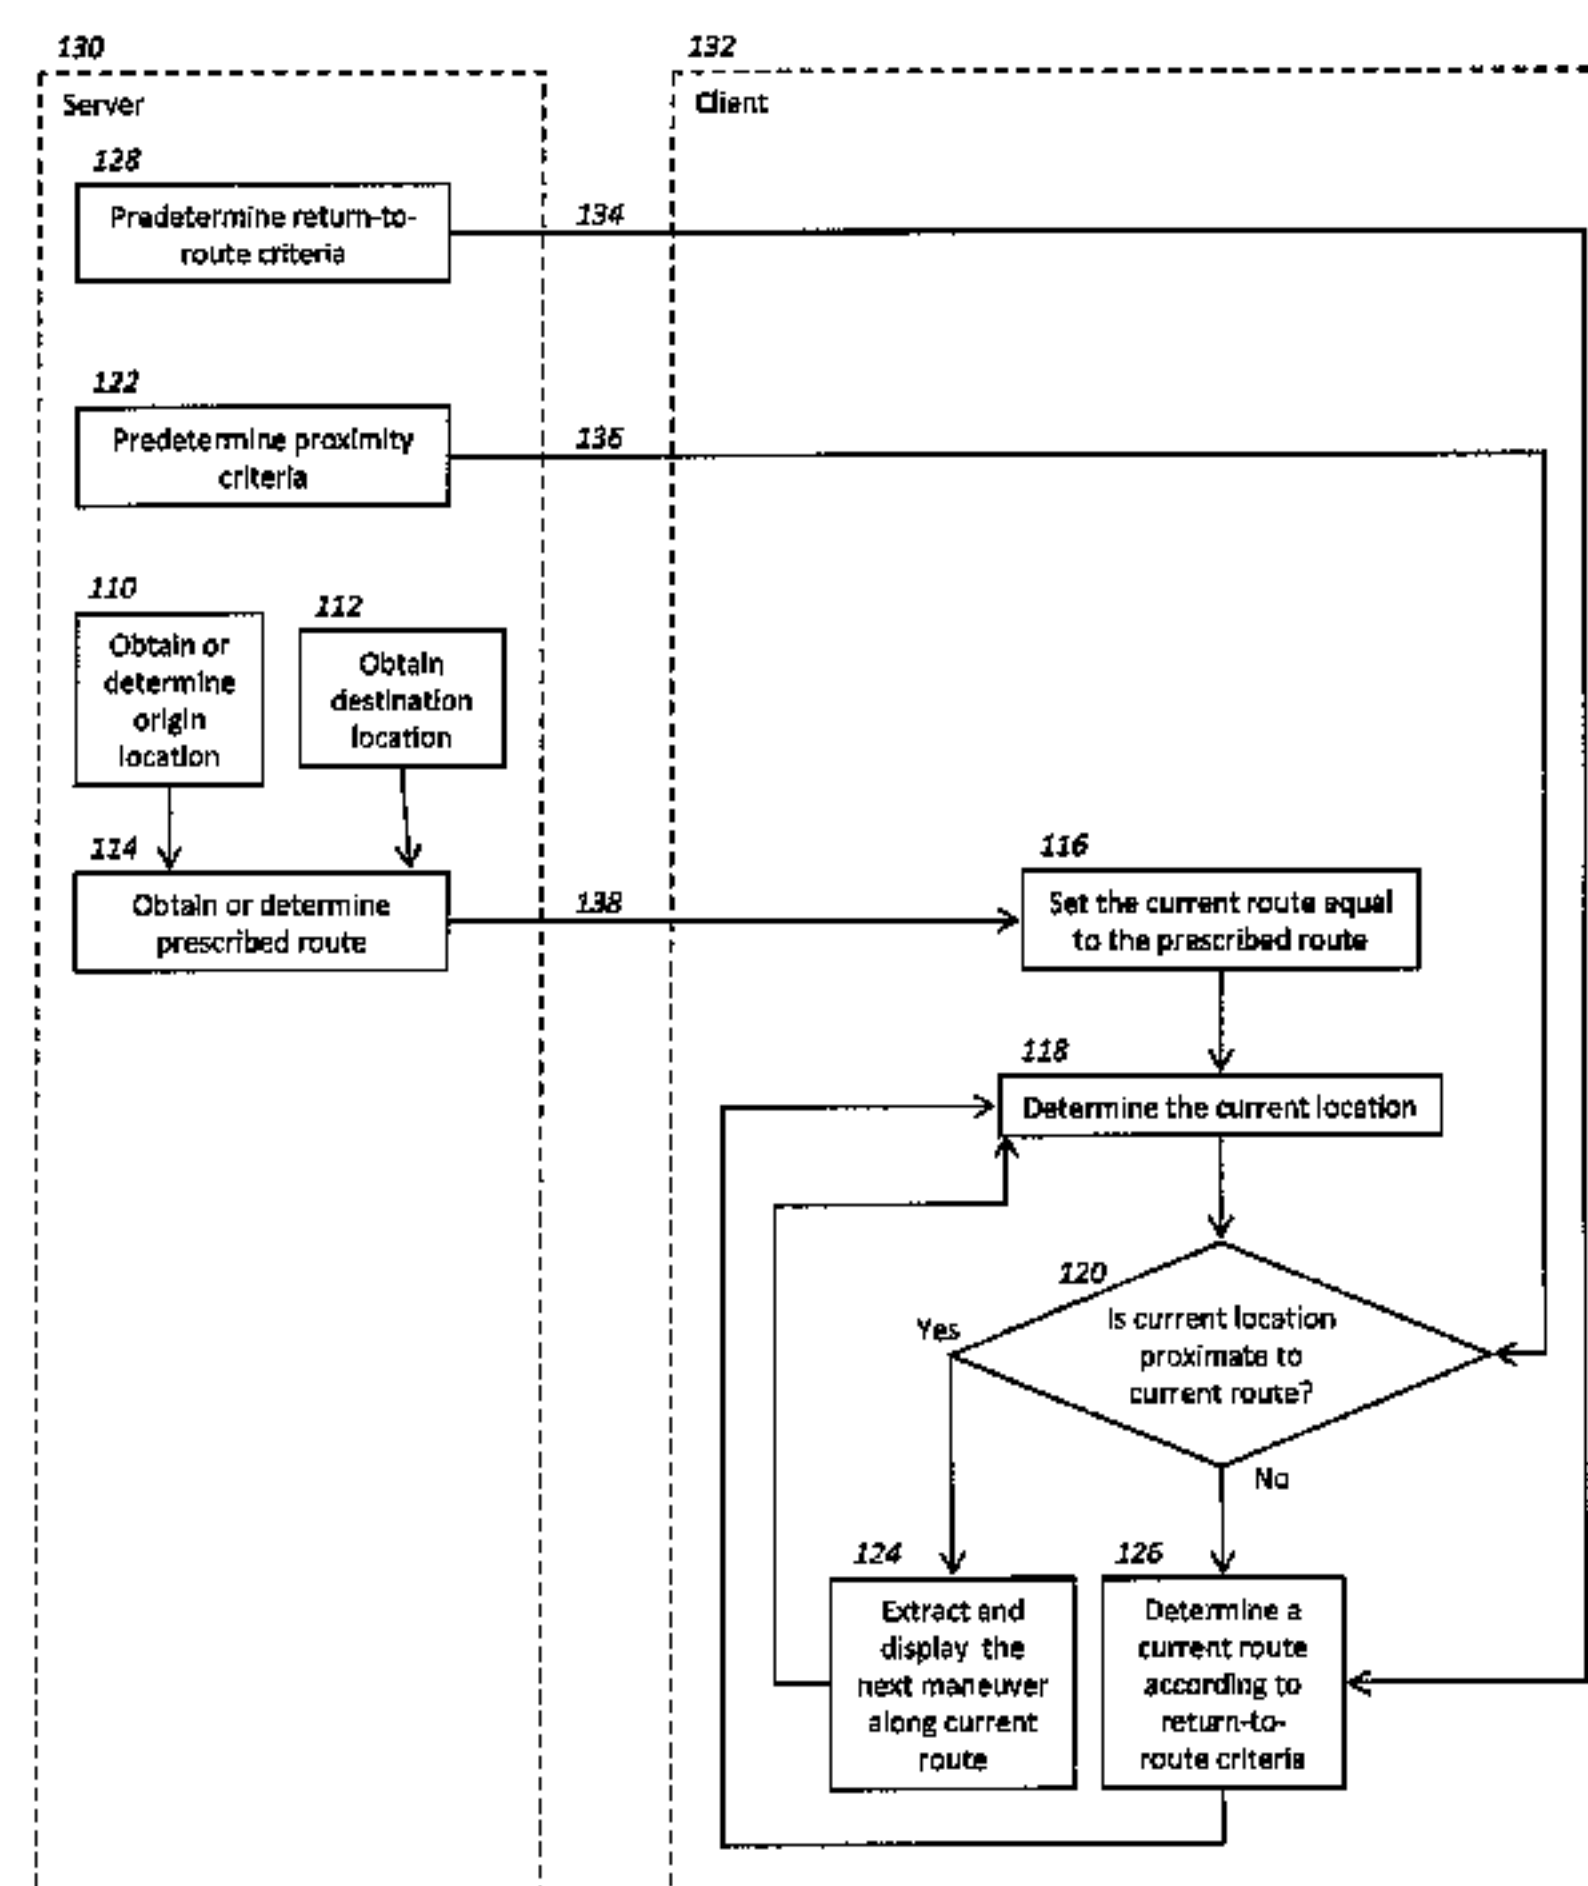 130
Server
128
Predetermine return-to-
route criteria
134
122
Predetermine proximity
criteria
136
110
Obtain or
determine
origin
location
112
Obtain
destination
location
114
Obtain or determine
prescribed route
138
132
Client
116
Set the current route equal
to the prescribed route
118
Determine the current location
120
Is current location
proximate to
current route?
Yes
No
124
Extract and
display the
next maneuver
along current
route
126
Determine a
current route
according to
return-to-
route criteria